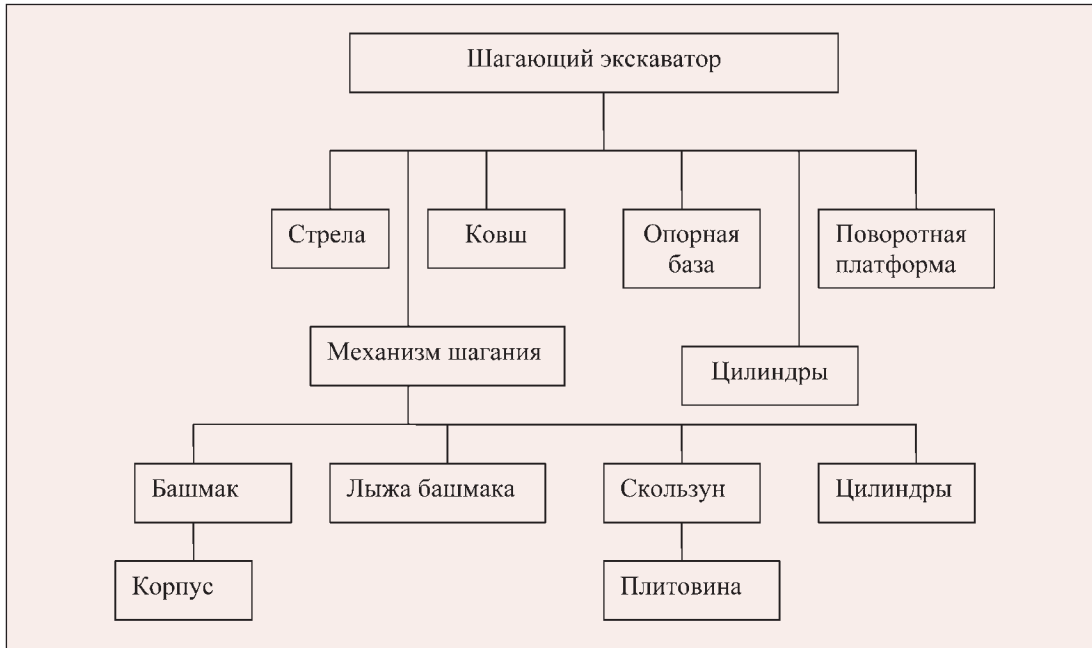 Шагающий экскаватор
Стрела
Ковш
Опорная
база
Поворотная
платформа
Механизм шагания
Цилиндры
Башмак
Лыжа башмака
Скользун
Цилиндры
Корпус
Плитовина